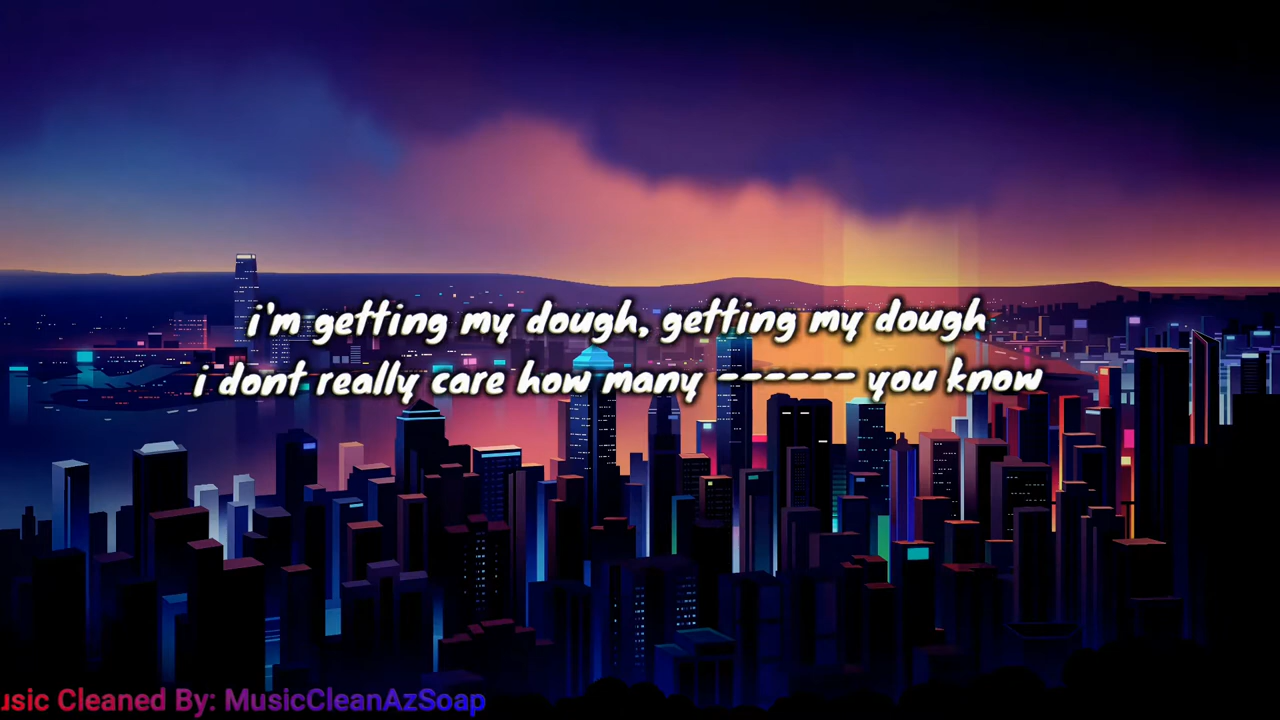 i'm getting my dough, getting my dough
i dont really care how many ------ you know
usic Cleaned By: MusicCleanAzSoap